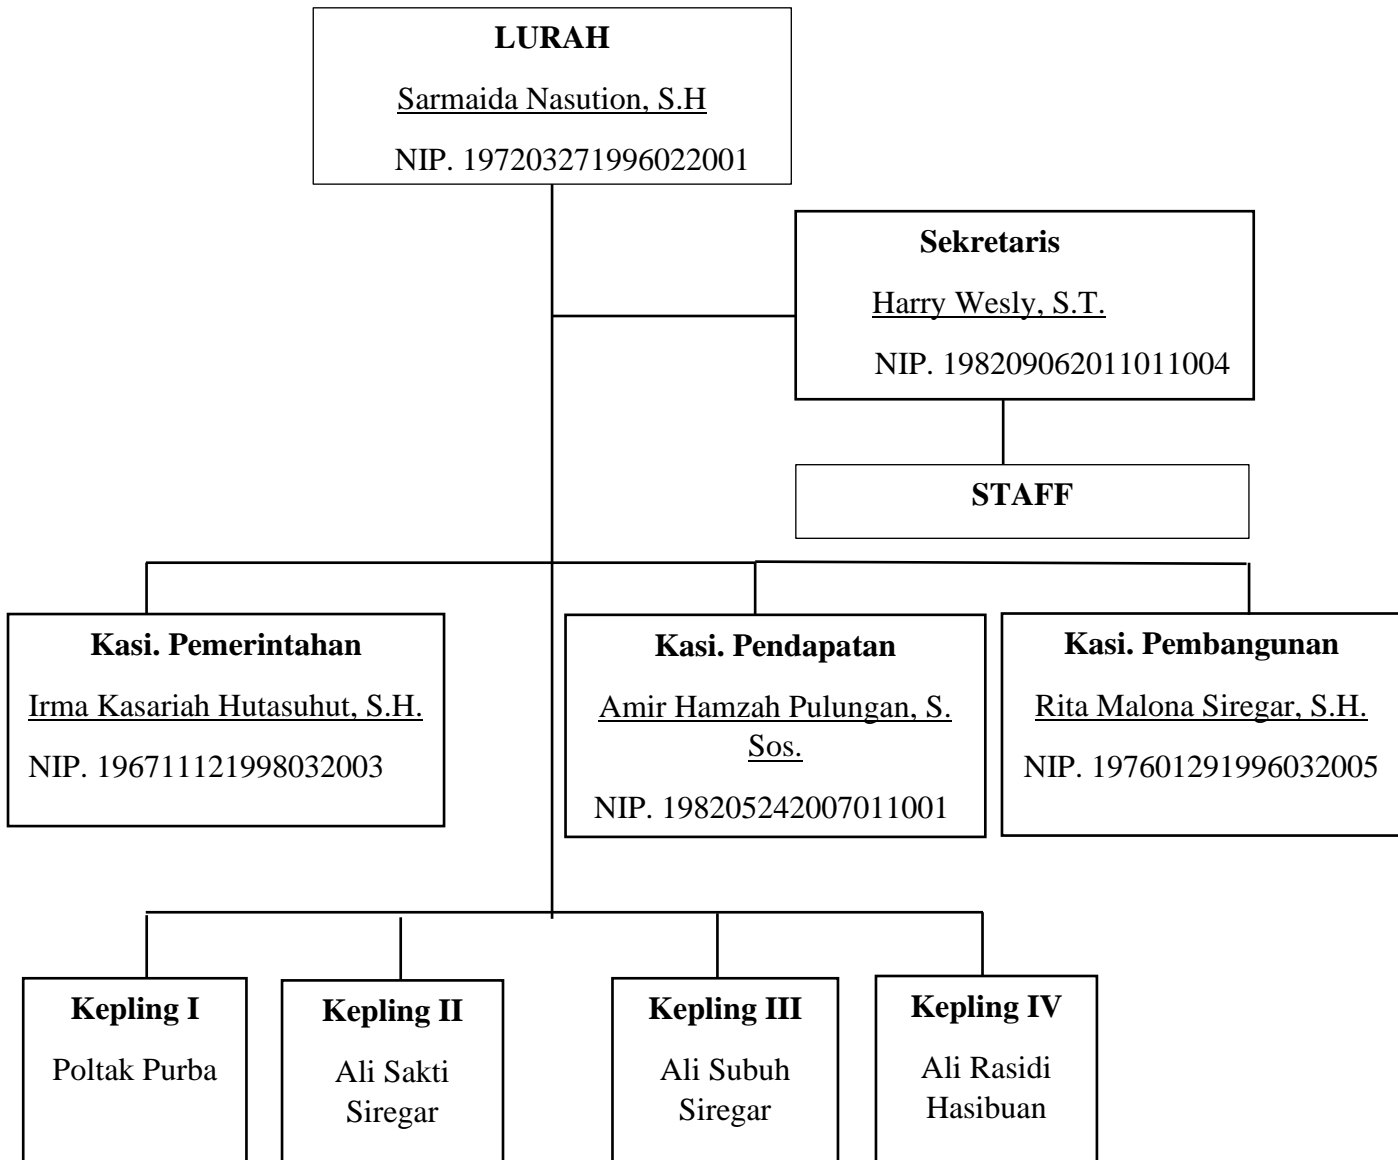 LURAH
Sarmaida Nasution, S.H
NIP. 197203271996022001
Sekretaris
Harry Wesly, S.T.
NIP. 198209062011011004
STAFF
Kasi. Pemerintahan
Irma Kasariah Hutasuhut, S.H.
NIP. 196711121998032003
Kasi. Pendapatan
Amir Hamzah Pulungan, S.
Sos.
NIP. 198205242007011001
Kasi. Pembangunan
Rita Malona Siregar, S.H.
NIP. 197601291996032005
Kepling I
Poltak Purba
Kepling II
Ali Sakti
Siregar
Kepling III
Ali Subuh
Siregar
Kepling IV
Ali Rasidi
Hasibuan